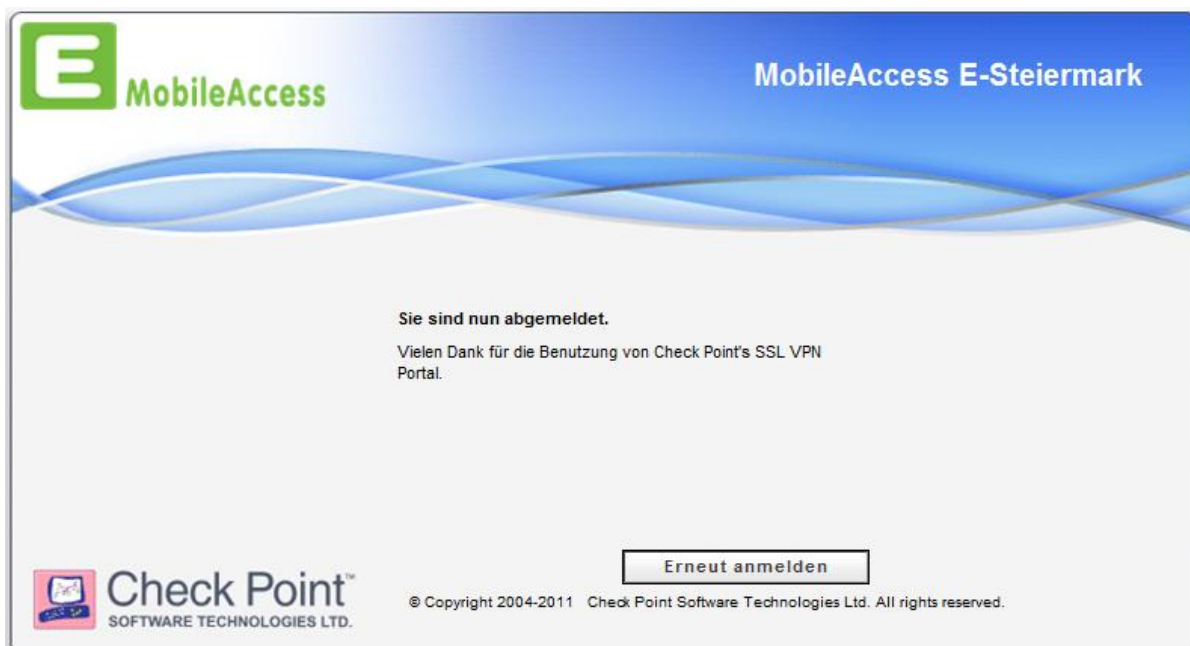 E MobileAccess
MobileAccess E-Steiermark
Sie sind nun abgemeldet.
Vielen Dank für die Benutzung von Check Point's SSL VPN
Portal.
Erneut anmelden
Check Point™
SOFTWARE TECHNOLOGIES LTD.
© Copyright 2004-2011 Check Point Software Technologies Ltd. All rights reserved.